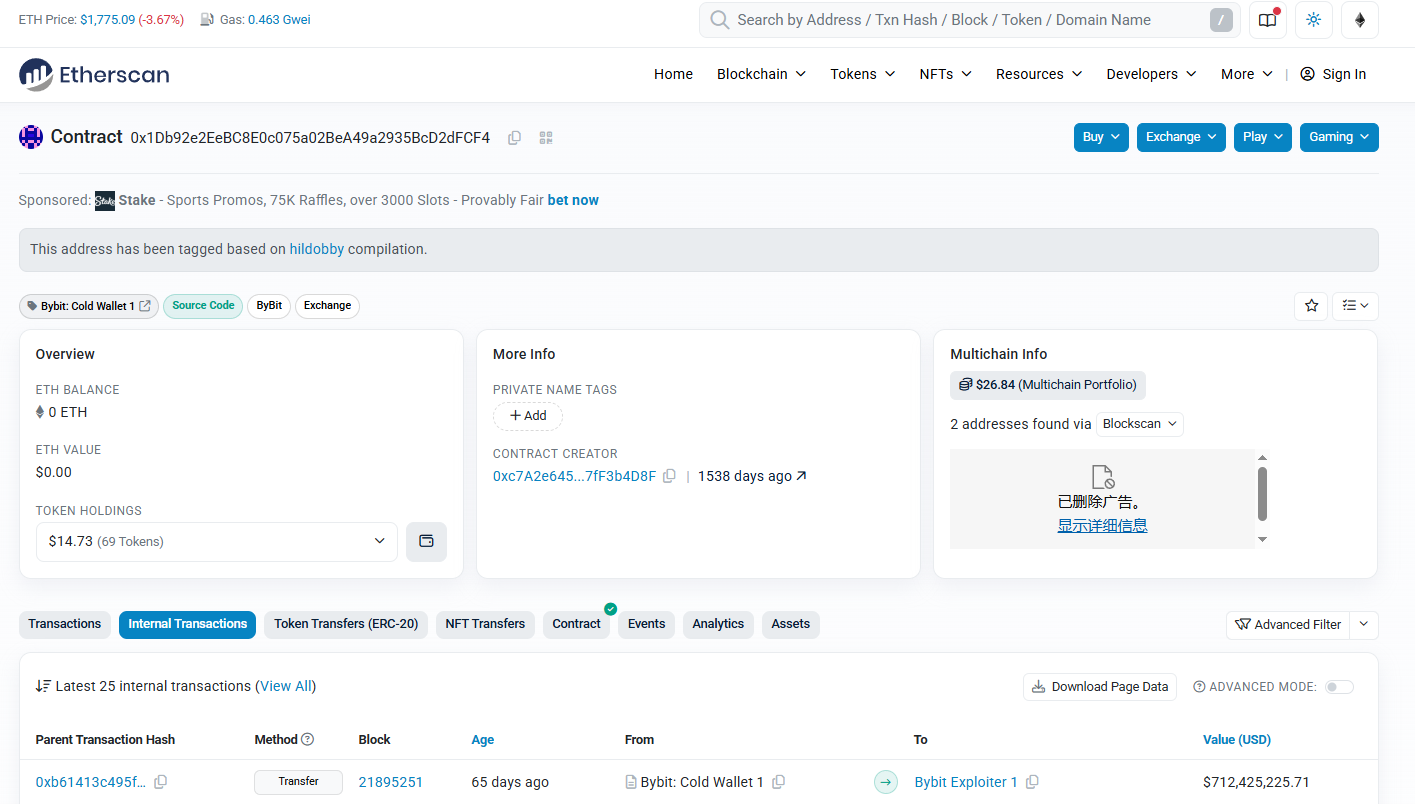 ETH Price: $1,775.09 (-3.67%) Gas: 0.463 Gwei
Search by Address / Txn Hash / Block / Token / Domain Name /
Etherscan Home Blockchain Tokens NFTs Resources Developers More | Sign In
Contract 0x1Db92e2EeBC8E0c075a02BeA49a2935BcD2dFCF4 Buy Exchange Play Gaming
Sponsored: Stake Stake - Sports Promos, 75K Raffles, over 3000 Slots - Provably Fair bet now
This address has been tagged based on hildobby compilation.
Bybit: Cold Wallet 1 Source Code ByBit Exchange
Overview
ETH BALANCE
0 ETH
ETH VALUE
$0.00
TOKEN HOLDINGS
$14.73 (69 Tokens)
More Info
PRIVATE NAME TAGS
+ Add
CONTRACT CREATOR
0xc7A2e645...7fF3b4D8F | 1538 days ago
Multichain Info
$26.84 (Multichain Portfolio)
2 addresses found via Blockscan
已删除广告。
显示详细信息
Transactions Internal Transactions Token Transfers (ERC-20) NFT Transfers Contract Events Analytics Assets Advanced Filter
Latest 25 internal transactions (View All) Download Page Data ADVANCED MODE:
Parent Transaction Hash Method Block Age From To Value (USD)
0xb61413c495f... Transfer 21895251 65 days ago Bybit: Cold Wallet 1 Bybit Exploiter 1 $712,425,225.71